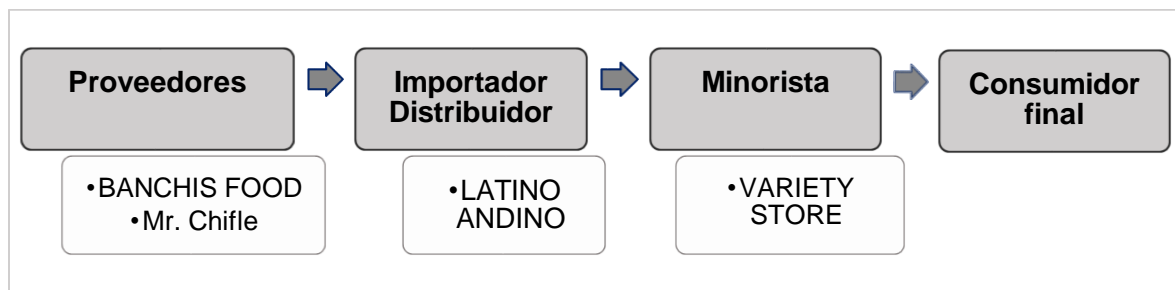 Proveedores
Importador
Distribuidor
Minorista
Consumidor
final
•BANCHIS FOOD
•Mr. Chifle
•LATINO
ANDINO
•VARIETY
STORE